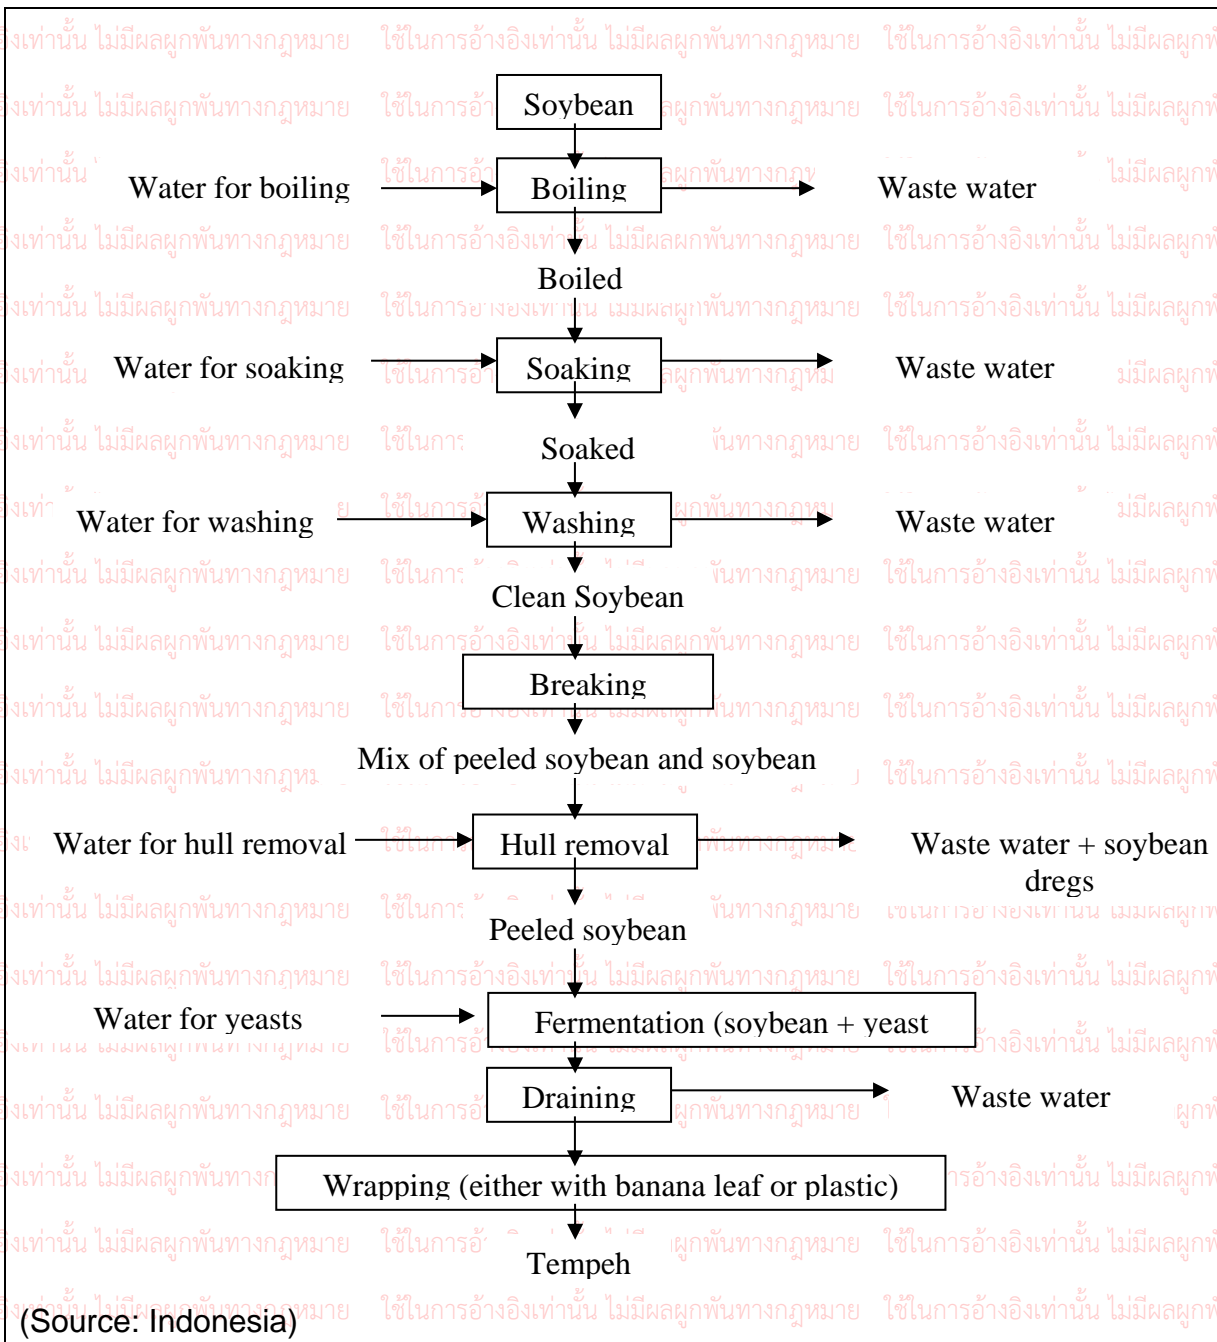 ใช้ในการอ้างอิงเท่านั้น ไม่มีผลผูกพันทางกฎหมาย
Soybean
Water for boiling
Boiling
Waste water
Boiled
Water for soaking
Soaking
Waste water
Soaked
Water for washing
Washing
Waste water
Clean Soybean
Breaking
Mix of peeled soybean and soybean
Water for hull removal
Hull removal
Waste water + soybean
dregs
Peeled soybean
Water for yeasts
Fermentation (soybean + yeast
Draining
Waste water
Wrapping (either with banana leaf or plastic)
Tempeh
(Source: Indonesia)